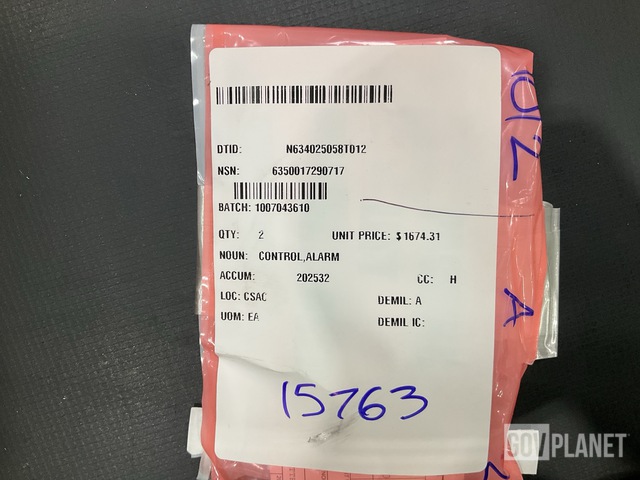 DTID: N634025058T012
NSN: 6350017290717
BATCH: 1007043610
QTY: 2 UNIT PRICE: $1674.31
NOUN: CONTROL,ALARM
ACCUM: 202532 CC: H
LOC: CSAC DEMIL: A
UOM: EA DEMIL IC:
15763
012
A
GOVPLANET